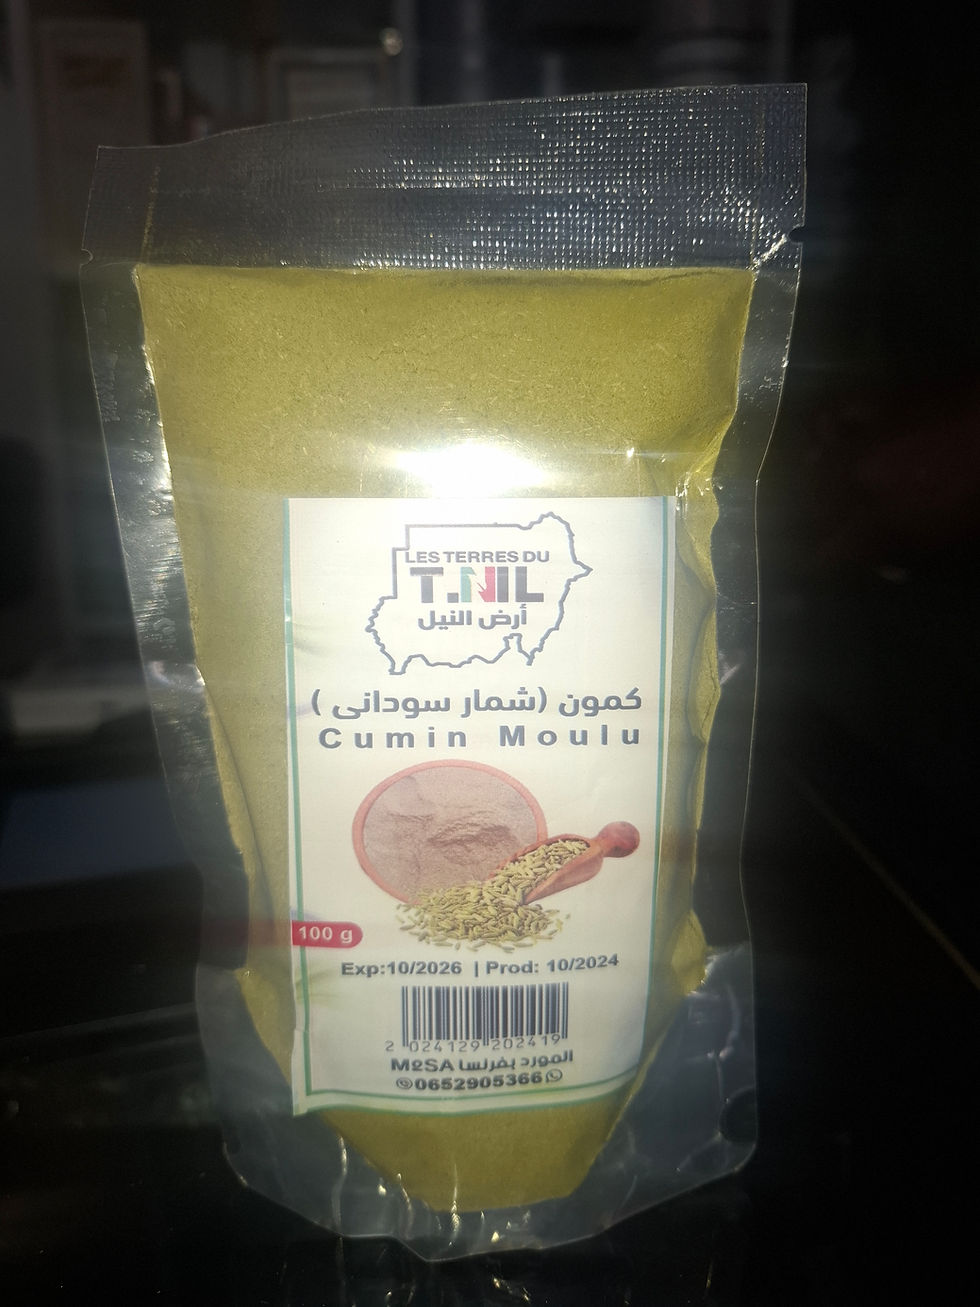 LES TERRES DU
T.NIL
أرض النيل
كمون (شمار سودانى )
Cumin Moulu
100 g
Exp:10/2026 | Prod: 10/2024
2 024129 202419
المورد بفرنسا MOSA
0652905366